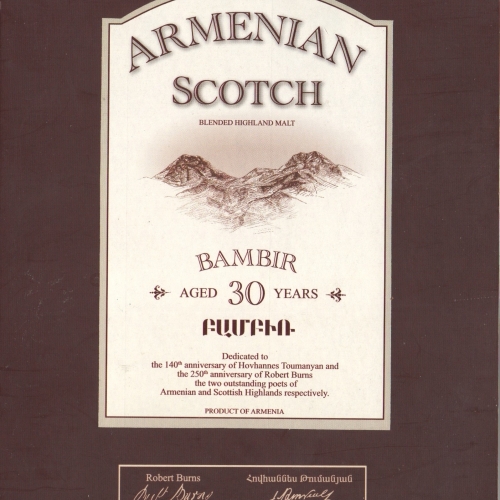 ARMENIAN
SCOTCH
BLENDED HIGHLAND MALT
BAMBIR
AGED 30 YEARS
ԲԱՄԲԻՌ
Dedicated to
the 140th anniversary of Hovhannes Toumanyan and
the 250th anniversary of Robert Burns
the two outstanding poets of
Armenian and Scottish Highlands respectively.
PRODUCT OF ARMENIA
Robert Burns Հովհաննես Թումանյան